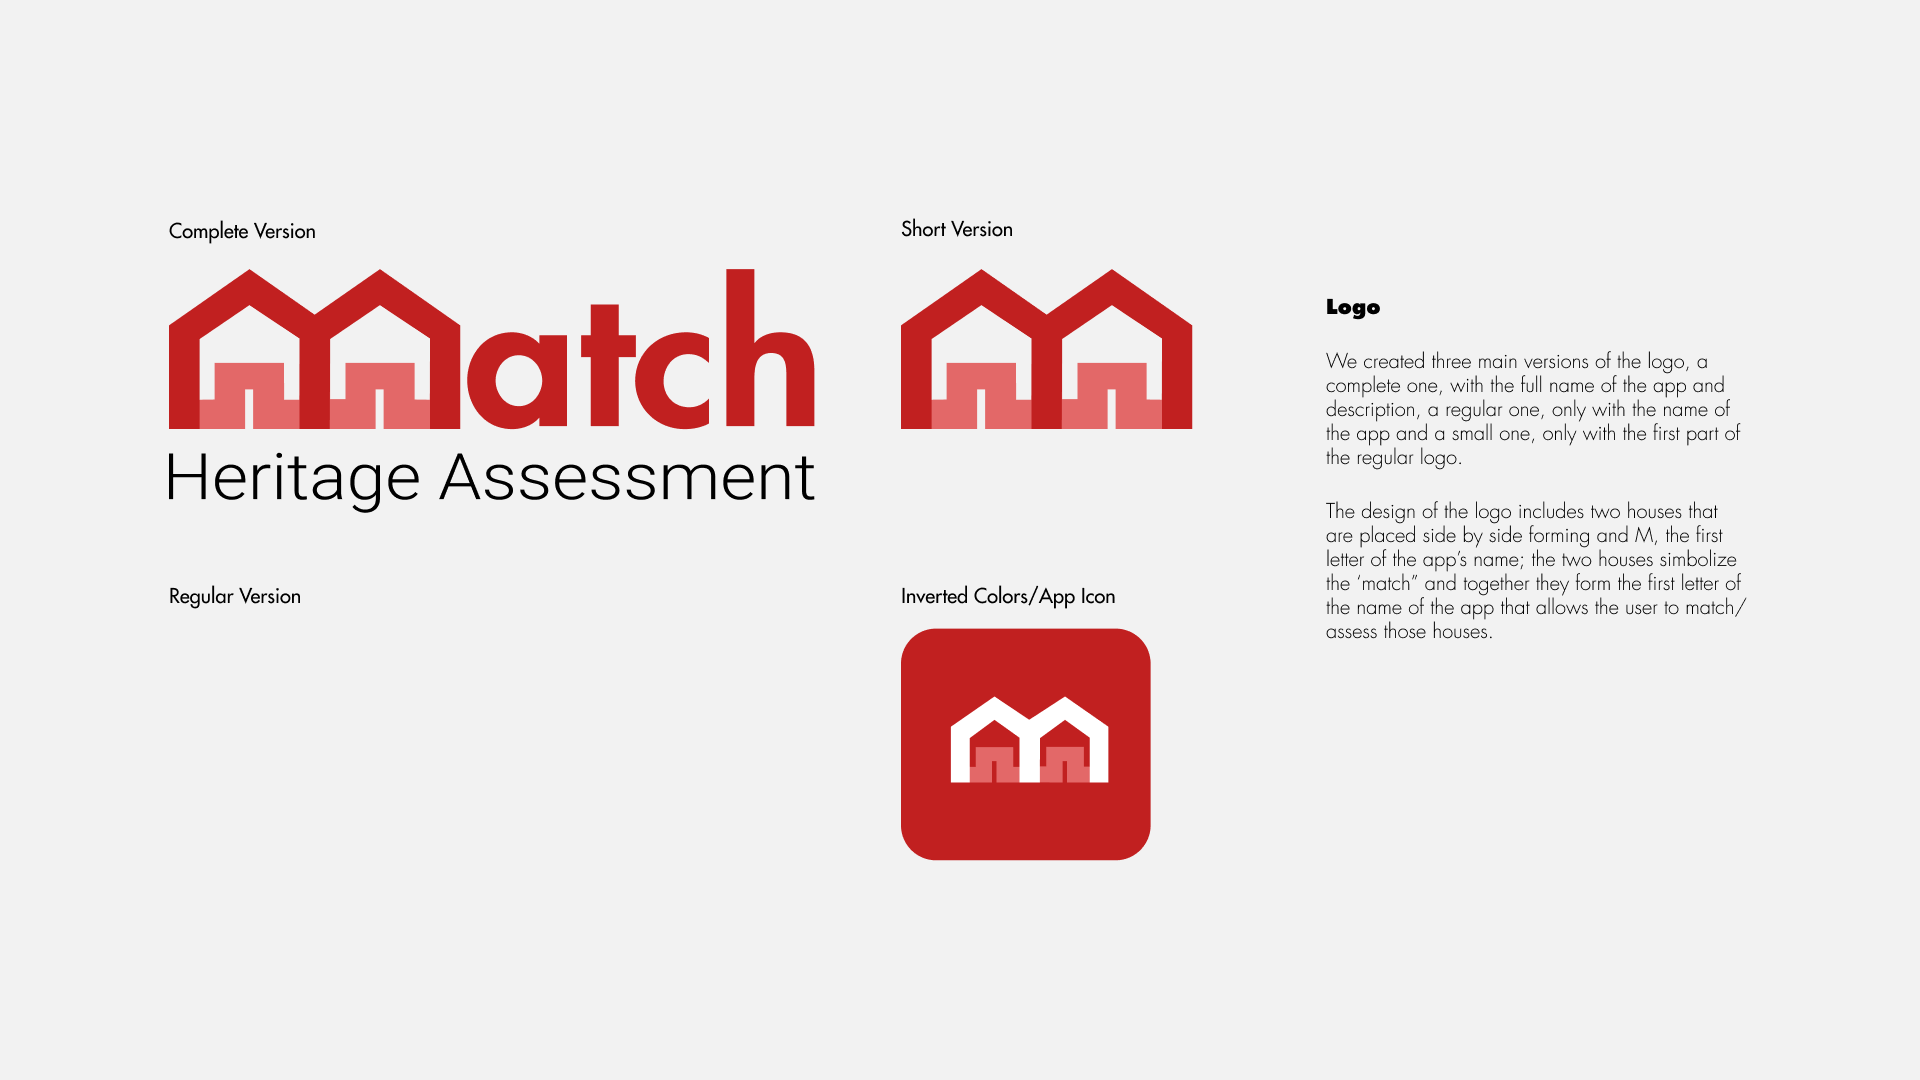 Complete Version
match
Heritage Assessment
Regular Version
Short Version
m
Inverted Colors/App Icon
m
Logo
We created three main versions of the logo, a
complete one, with the full name of the app and
description, a regular one, only with the name of
the app and a small one, only with the first part of
the regular logo.
The design of the logo includes two houses that
are placed side by side forming and M, the first
letter of the app’s name; the two houses simbolize
the ‘match” and together they form the first letter of
the name of the app that allows the user to match/
assess those houses.